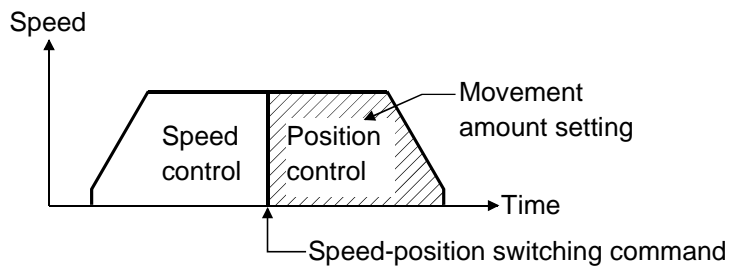 Speed
Movement
amount setting
Speed
control
Position
control
Time
Speed-position switching command